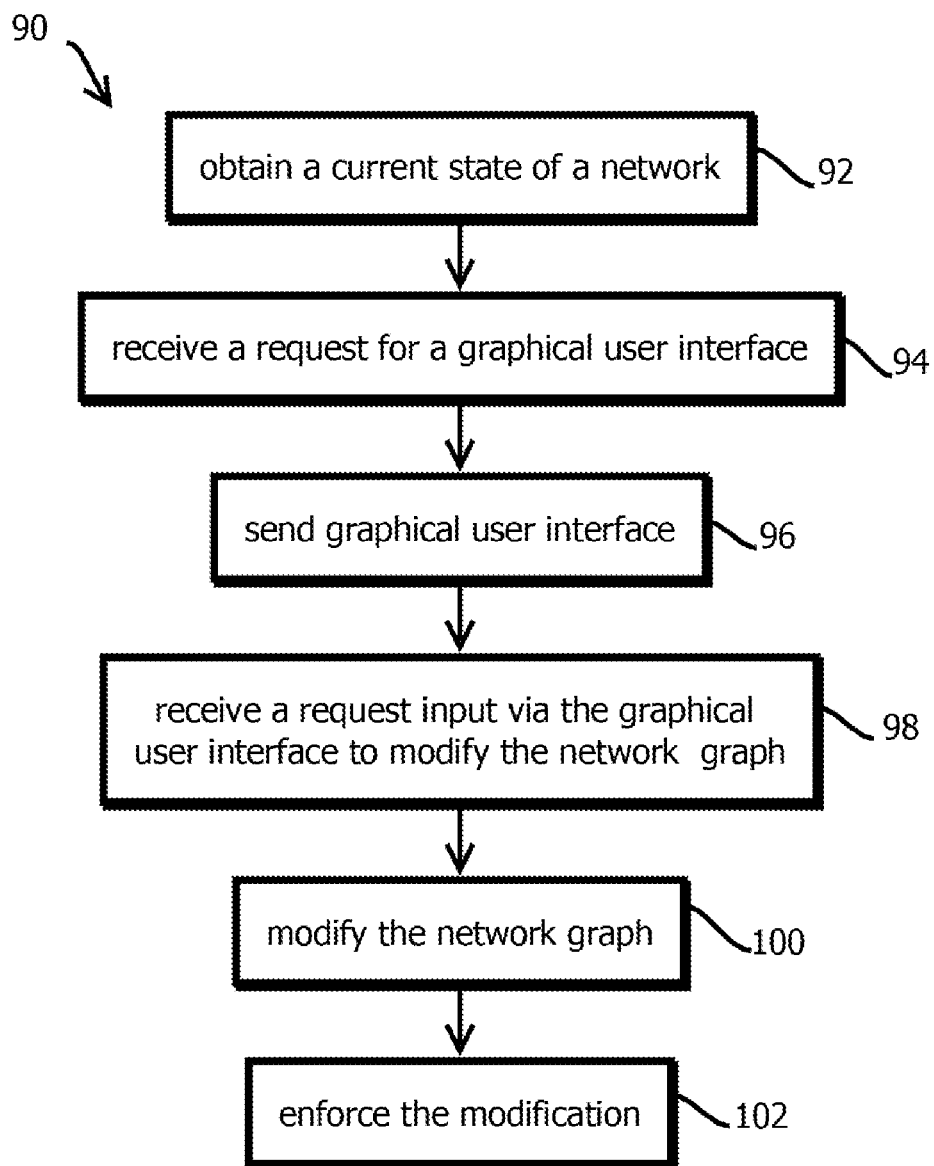 90
obtain a current state of a network
92
receive a request for a graphical user interface
94
send graphical user interface
96
receive a request input via the graphical
user interface to modify the network graph
98
modify the network graph
100
enforce the modification
102